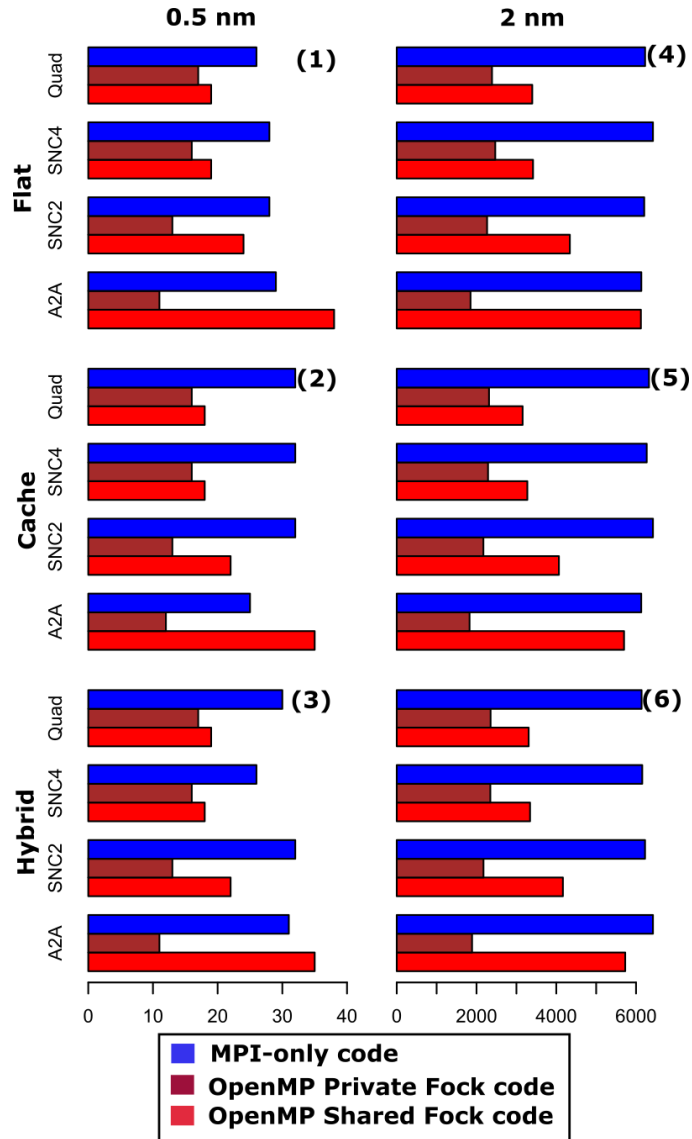 0.5 nm 2 nm
Flat
Quad (1) (4)
SNC4
SNC2
A2A
Cache
Quad (2) (5)
SNC4
SNC2
A2A
Hybrid
Quad (3) (6)
SNC4
SNC2
A2A
0 10 20 30 40 0 2000 4000 6000
MPI-only code
OpenMP Private Fock code
OpenMP Shared Fock code